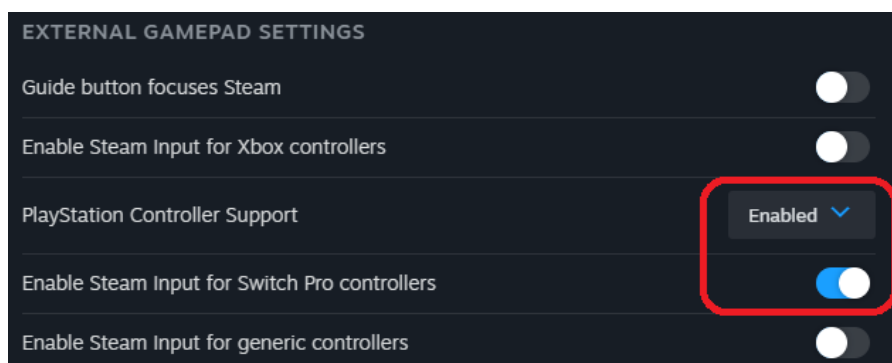 EXTERNAL GAMEPAD SETTINGS
Guide button focuses Steam
Enable Steam Input for Xbox controllers
PlayStation Controller Support Enabled
Enable Steam Input for Switch Pro controllers
Enable Steam Input for generic controllers